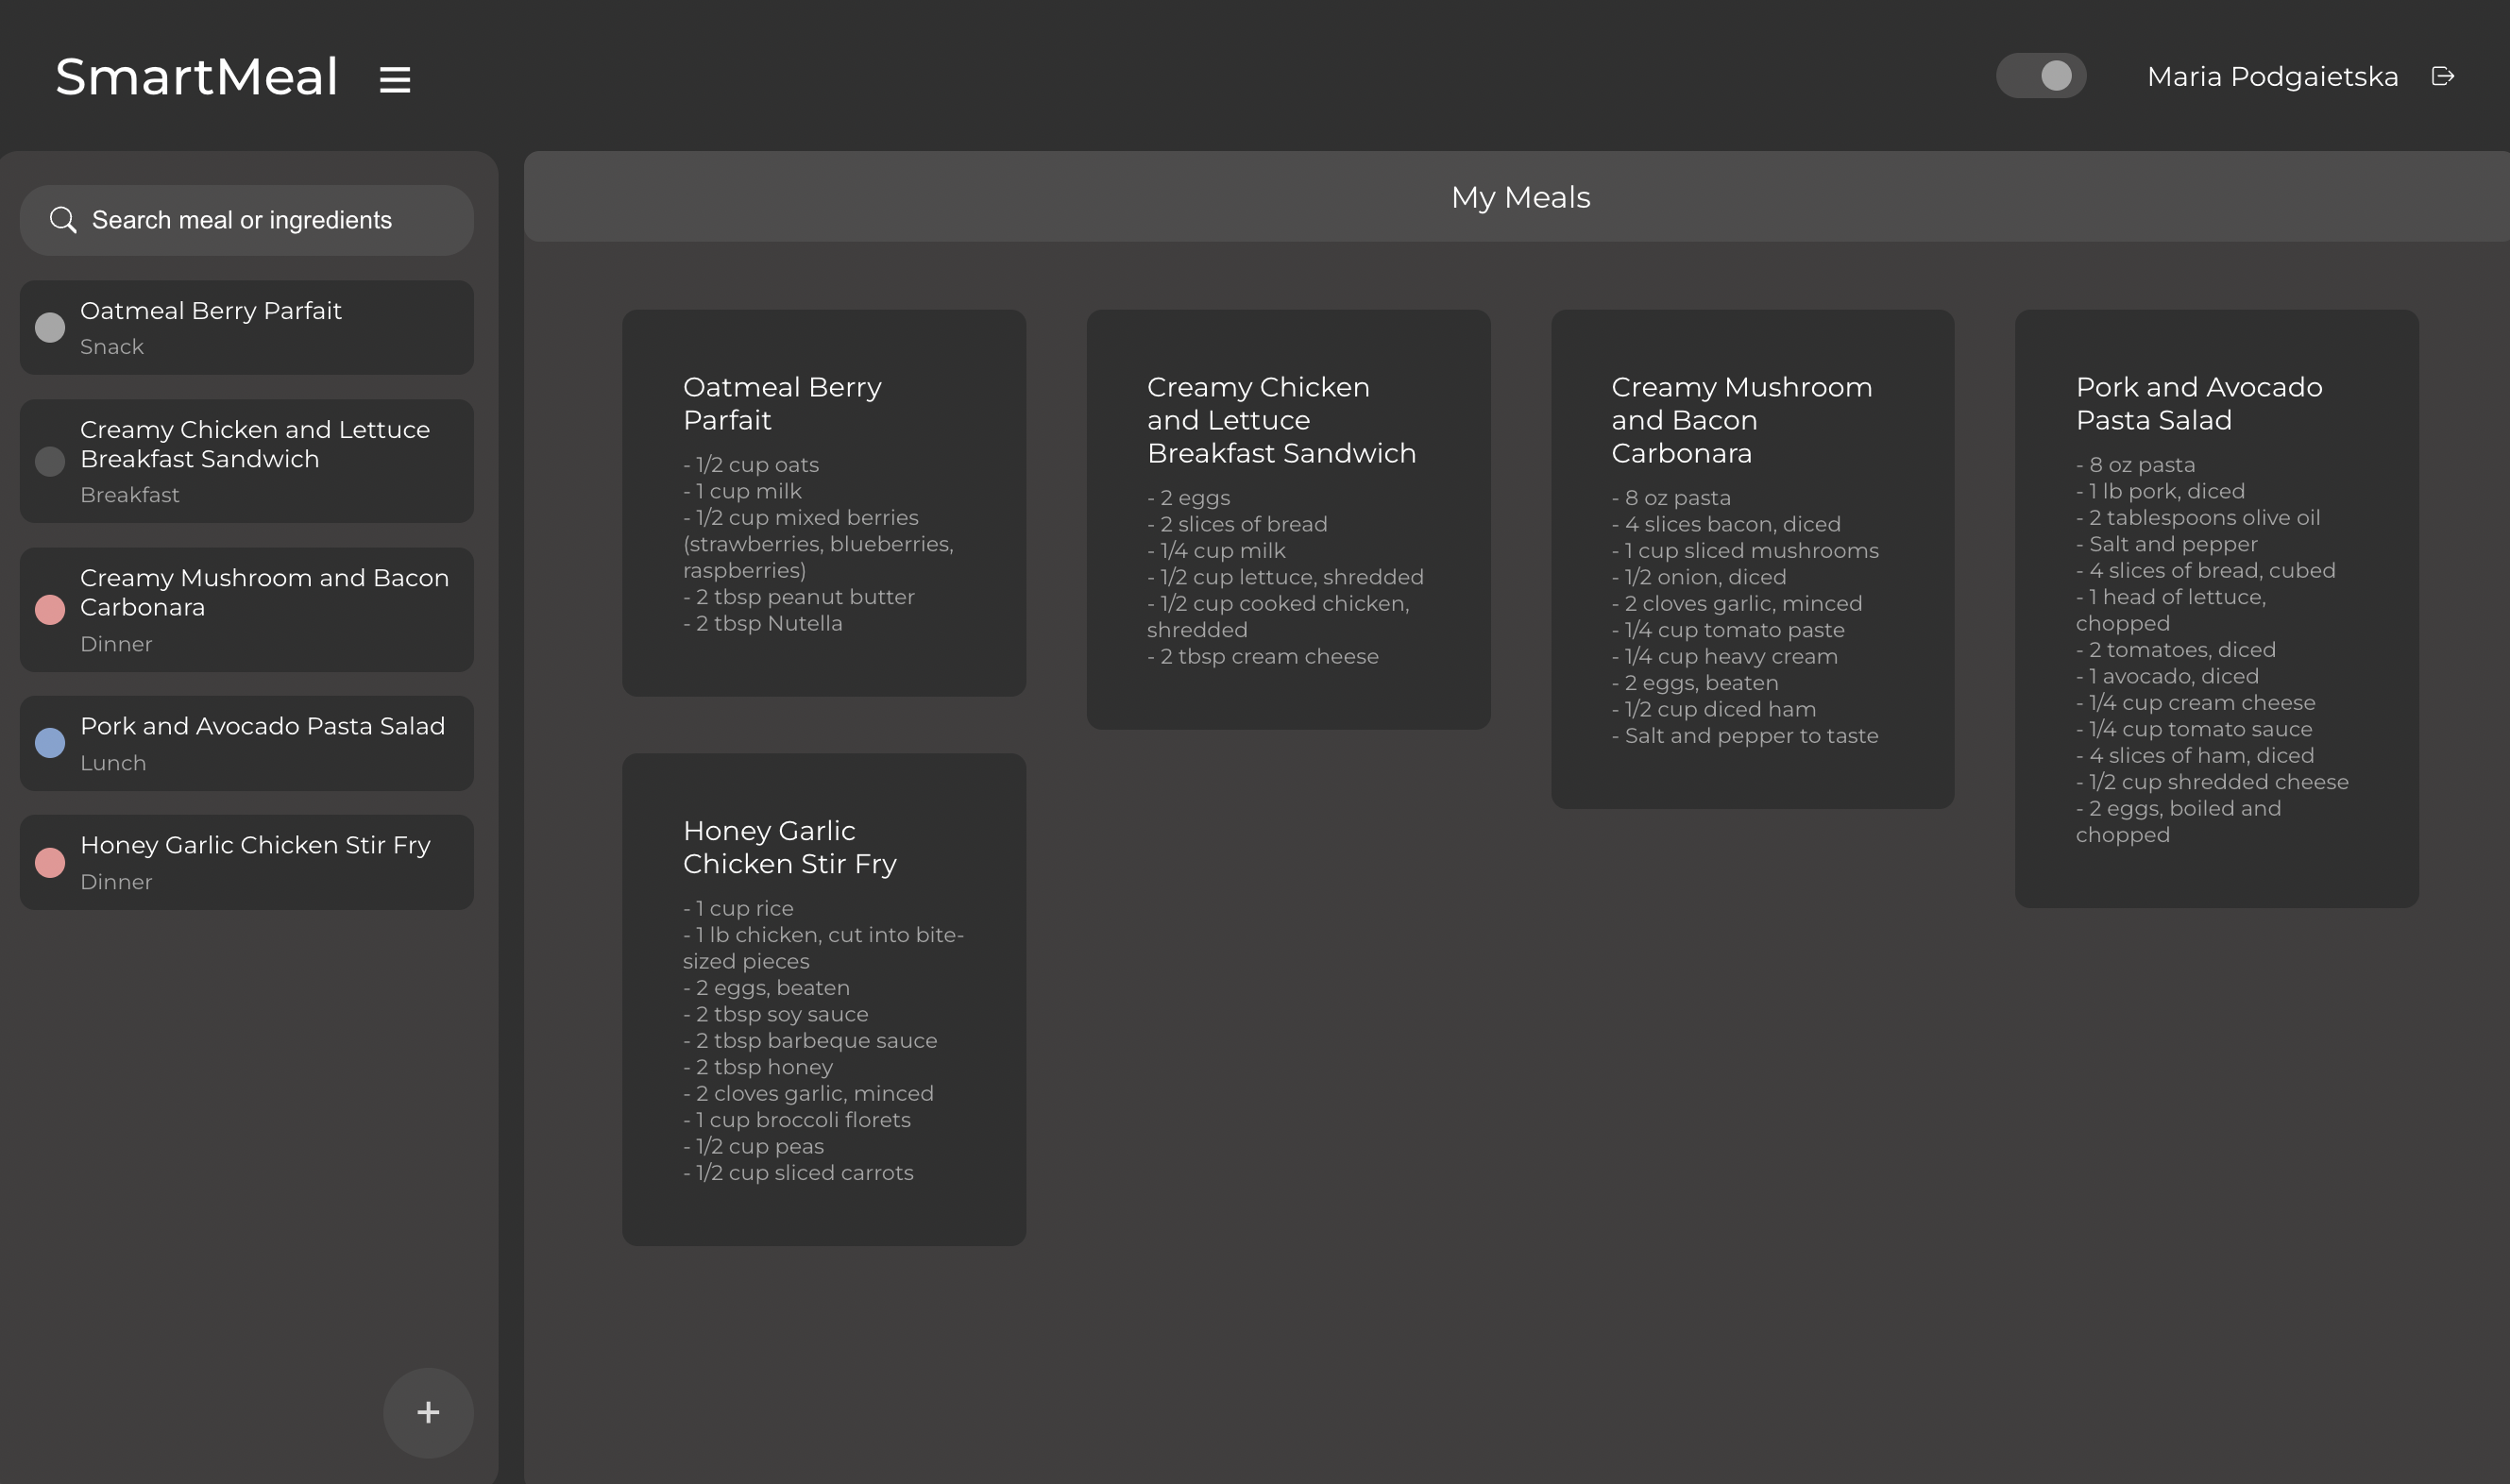 SmartMeal
Maria Podgaietska
Search meal or ingredients
Oatmeal Berry Parfait
Snack
Creamy Chicken and Lettuce
Breakfast Sandwich
Breakfast
Creamy Mushroom and Bacon
Carbonara
Dinner
Pork and Avocado Pasta Salad
Lunch
Honey Garlic Chicken Stir Fry
Dinner
+
My Meals
Oatmeal Berry
Parfait
- 1/2 cup oats
- 1 cup milk
- 1/2 cup mixed berries
(strawberries, blueberries,
raspberries)
- 2 tbsp peanut butter
- 2 tbsp Nutella
Creamy Chicken
and Lettuce
Breakfast Sandwich
- 2 eggs
- 2 slices of bread
- 1/4 cup milk
- 1/2 cup lettuce, shredded
- 1/2 cup cooked chicken,
shredded
- 2 tbsp cream cheese
Creamy Mushroom
and Bacon
Carbonara
- 8 oz pasta
- 4 slices bacon, diced
- 1 cup sliced mushrooms
- 1/2 onion, diced
- 2 cloves garlic, minced
- 1/4 cup tomato paste
- 1/4 cup heavy cream
- 2 eggs, beaten
- 1/2 cup diced ham
- Salt and pepper to taste
Pork and Avocado
Pasta Salad
- 8 oz pasta
- 1 lb pork, diced
- 2 tablespoons olive oil
- Salt and pepper
- 4 slices of bread, cubed
- 1 head of lettuce,
chopped
- 2 tomatoes, diced
- 1 avocado, diced
- 1/4 cup cream cheese
- 1/4 cup tomato sauce
- 4 slices of ham, diced
- 1/2 cup shredded cheese
- 2 eggs, boiled and
chopped
Honey Garlic
Chicken Stir Fry
- 1 cup rice
- 1 lb chicken, cut into bite-
sized pieces
- 2 eggs, beaten
- 2 tbsp soy sauce
- 2 tbsp barbeque sauce
- 2 tbsp honey
- 2 cloves garlic, minced
- 1 cup broccoli florets
- 1/2 cup peas
- 1/2 cup sliced carrots